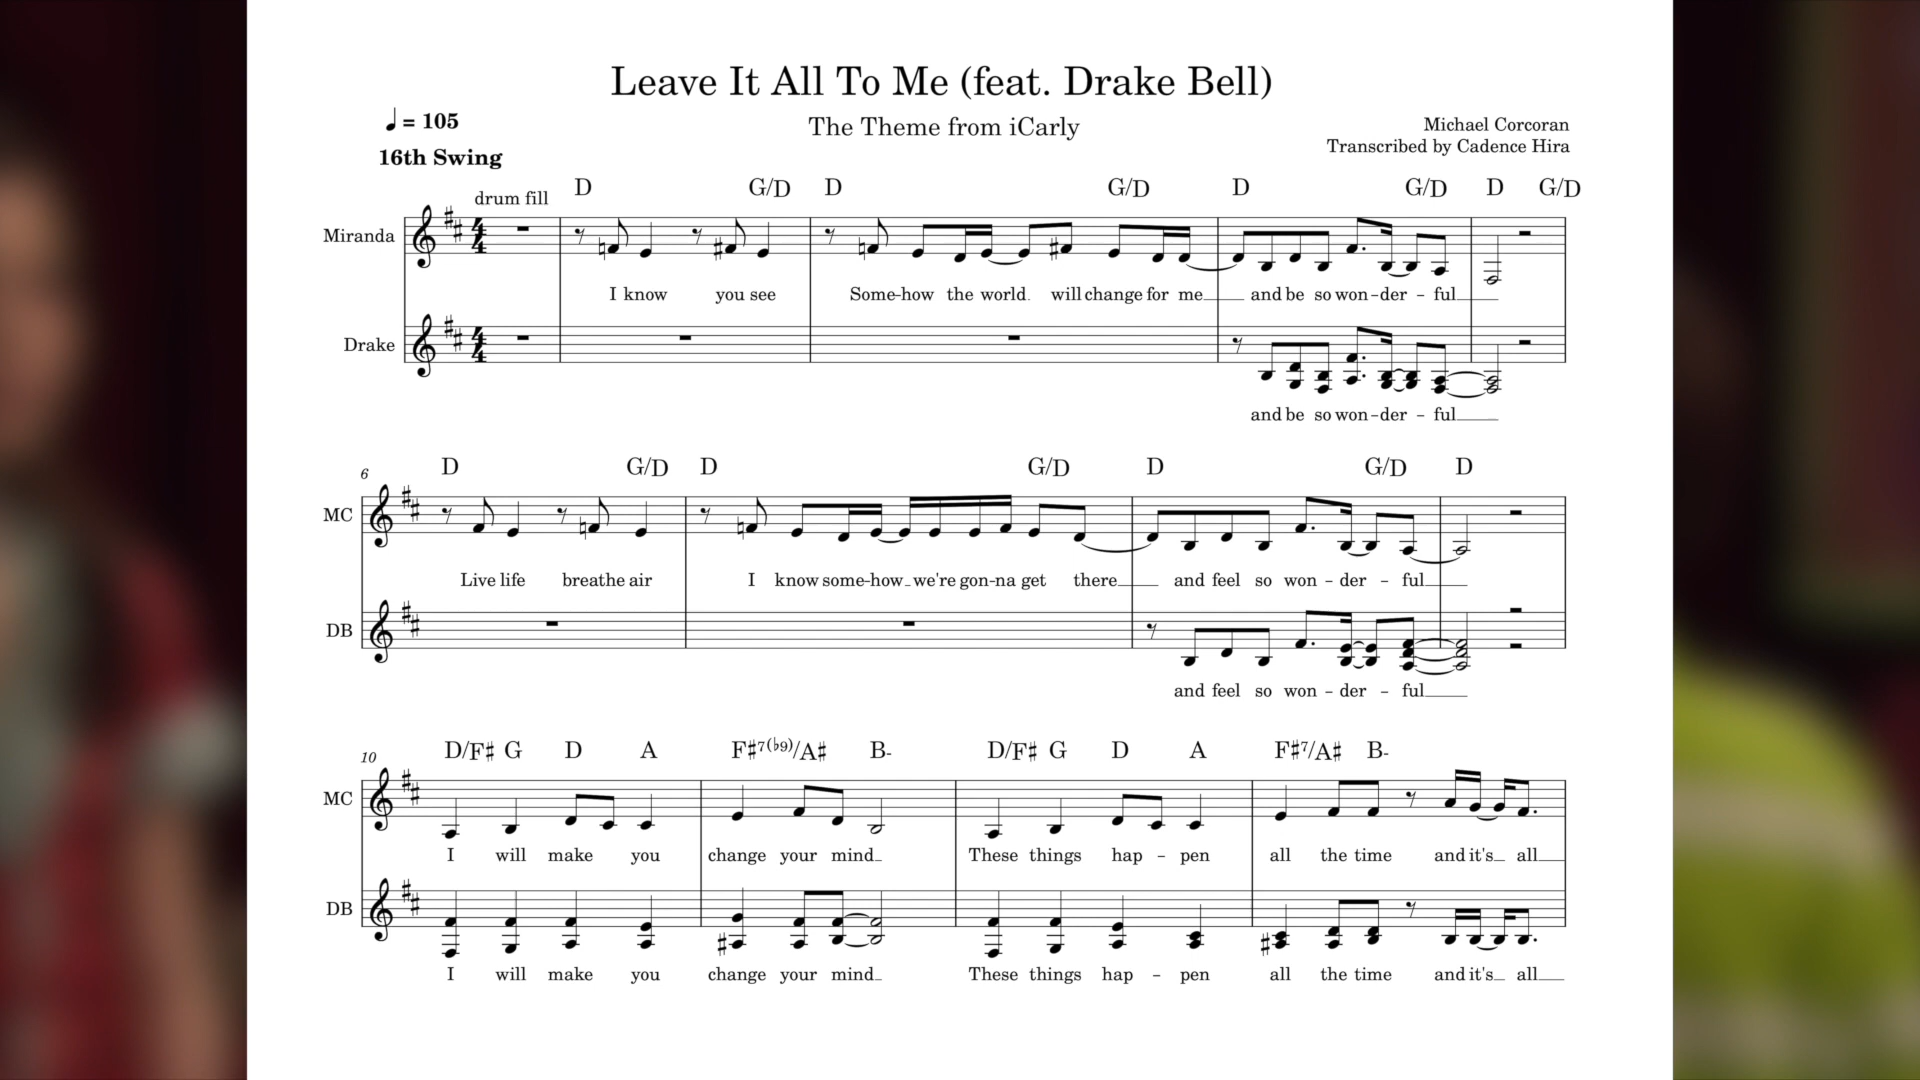 Leave It All To Me (feat. Drake Bell)
♩ = 105
The Theme from iCarly
Michael Corcoran
Transcribed by Cadence Hira
16th Swing
drum fill
D G/D D G/D D G/D D G/D
Miranda
I know you see Some-how the world will change for me and be so won-der-ful
Drake
and be so won-der-ful
6
D G/D D G/D D G/D D
MC
Live life breathe air I know some-how we're gon-na get there and feel so won-der-ful
DB
and feel so won-der-ful
10
D/F♯ G D A F♯7(♭9)/A♯ B- D/F♯ G D A F♯7/A♯ B-
MC
I will make you change your mind These things hap-pen all the time and it's all
DB
I will make you change your mind These things hap-pen all the time and it's all